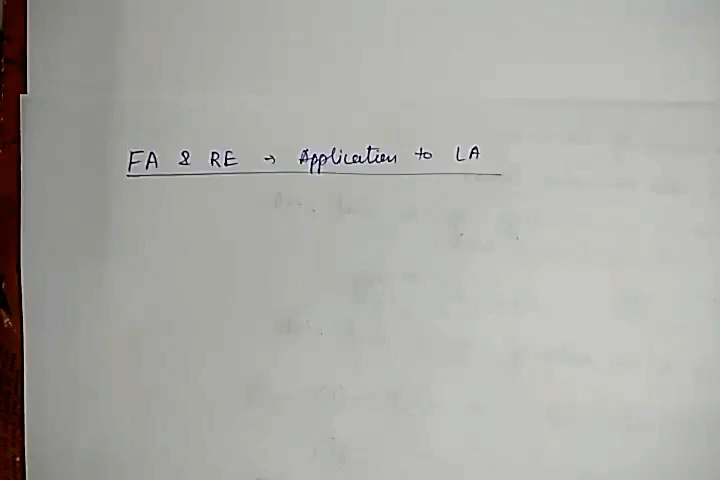 FA & RE → Application to LA